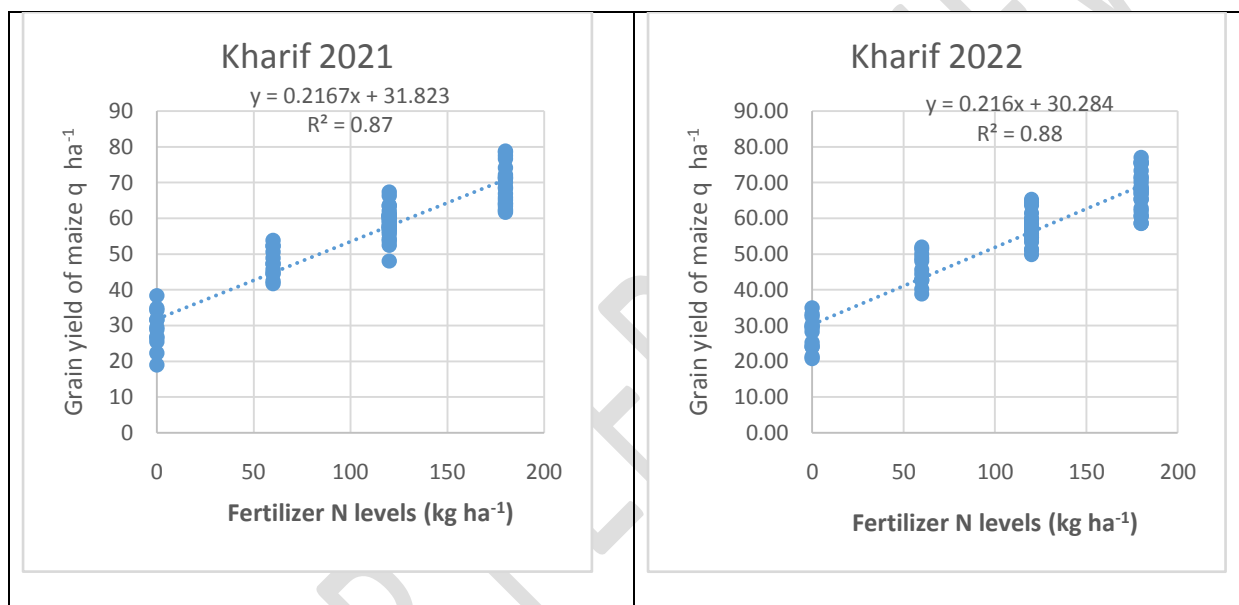 Kharif 2021
y = 0.2167x + 31.823
R² = 0.87
90
80
70
60
50
40
30
20
10
0
Grain yield of maize q ha⁻¹
0 50 100 150 200
Fertilizer N levels (kg ha⁻¹)
Kharif 2022
y = 0.216x + 30.284
R² = 0.88
90.00
80.00
70.00
60.00
50.00
40.00
30.00
20.00
10.00
0.00
Grain yield of maize q ha⁻¹
0 50 100 150 200
Fertilizer N levels (kg ha⁻¹)